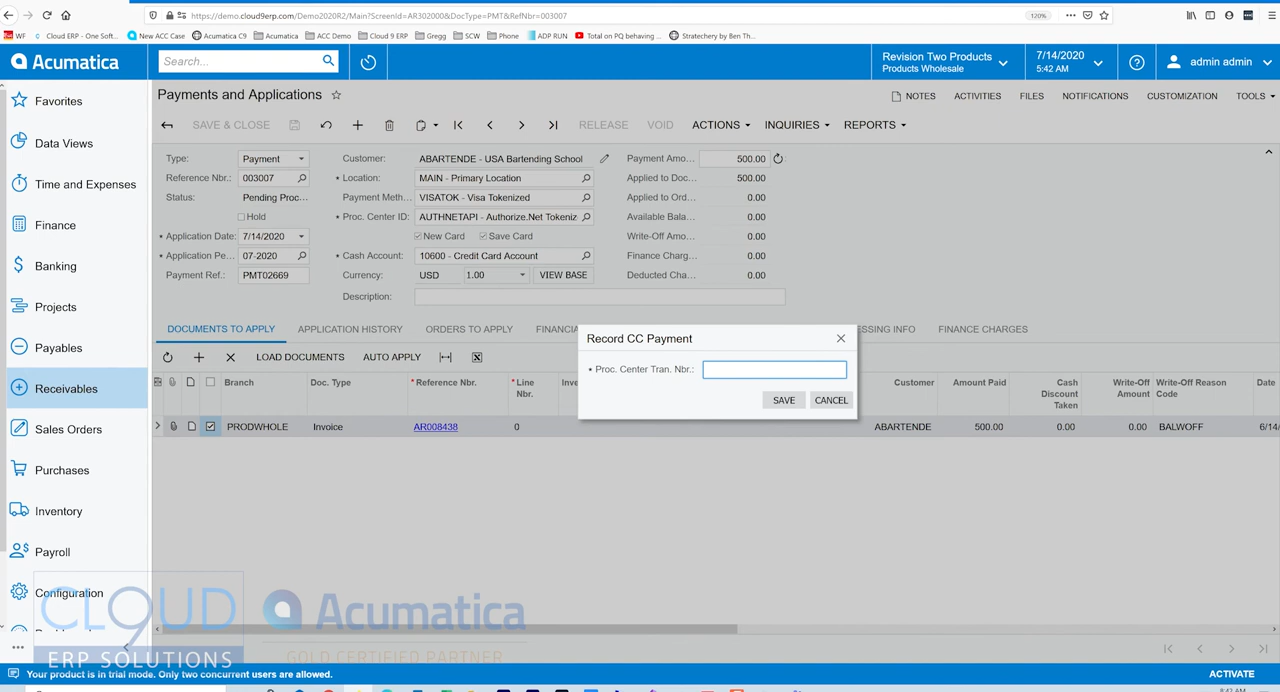 https://demo.cloud9erp.com/Demo2020R2/Main?ScreenId=AR302000&DocType=PMT&RefNbr=003007
120%
WF
Cloud ERP - One Soft...
New ACC Case
Acumatica C9
Acumatica
ACC Demo
Cloud 9 ERP
Gregg
SCW
Phone
ADP RUN
Total on PQ behaving ...
Stratechery by Ben Th...
Acumatica
Search...
Revision Two Products
Products Wholesale
7/14/2020
5:42 AM
admin admin
Favorites
Data Views
Time and Expenses
Finance
Banking
Projects
Payables
Receivables
Sales Orders
Purchases
Inventory
Payroll
Configuration
Payments and Applications
NOTES
ACTIVITIES
FILES
NOTIFICATIONS
CUSTOMIZATION
TOOLS
SAVE & CLOSE
RELEASE
VOID
ACTIONS
INQUIRIES
REPORTS
Type: Payment
Customer: ABARTENDE - USA Bartending School
Payment Amo... 500.00
Reference Nbr.: 003007
Location: MAIN - Primary Location
Applied to Doc... 500.00
Status: Pending Proc...
Payment Meth... VISATOK - Visa Tokenized
Applied to Ord... 0.00
Hold
Proc. Center ID: AUTHNETAPI - Authorize.Net Tokeniz
Available Bala... 0.00
Application Date: 7/14/2020
New Card
Save Card
Write-Off Amo... 0.00
Application Pe... 07-2020
Cash Account: 10600 - Credit Card Account
Finance Charg... 0.00
Payment Ref.: PMT02669
Currency: USD 1.00 VIEW BASE
Deducted Cha... 0.00
Description:
DOCUMENTS TO APPLY
APPLICATION HISTORY
ORDERS TO APPLY
FINANCIA
SSING INFO
FINANCE CHARGES
Record CC Payment
Proc. Center Tran. Nbr.:
SAVE
CANCEL
LOAD DOCUMENTS
AUTO APPLY
Branch
Doc. Type
*Reference Nbr.
*Line Nbr.
Inve
Customer
Amount Paid
Cash Discount Taken
Write-Off Amount
Write-Off Reason Code
Date
PRODWHOLE
Invoice
AR008438
0
ABARTENDE
500.00
0.00
0.00
BALWOFF
6/14/
CLOUD 9
ERP SOLUTIONS
Acumatica
GOLD CERTIFIED PARTNER
Your product is in trial mode. Only two concurrent users are allowed.
ACTIVATE